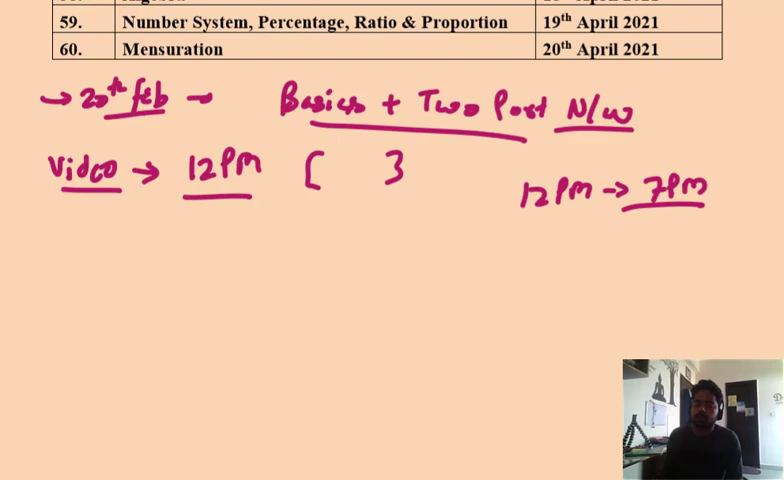 59. Number System, Percentage, Ratio & Proportion 19th April 2021
60. Mensuration 20th April 2021
→ 20th feb → Basics + Two Port N/W
Video → 12PM [ ]
12PM → 7PM